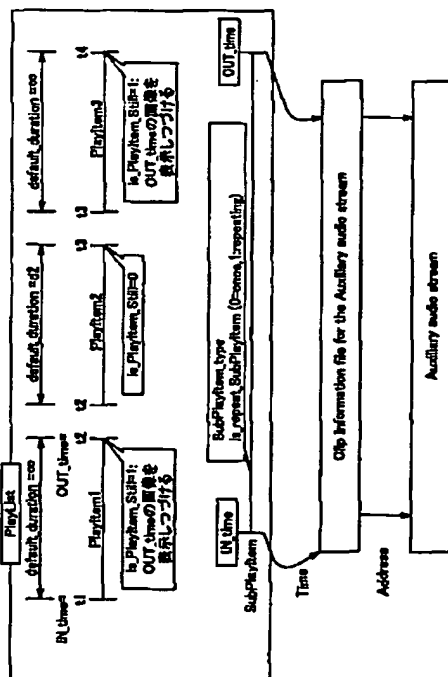 PlayList
default_duration =∞
default_duration =d2
default_duration =∞
IN_time=
t1
OUT_time=
t2
t2
t3
t3
t4
PlayItem1
PlayItem2
PlayItem3
is_PlayItem_Still=1:
OUT_timeの画像を
表示しつづける
is_PlayItem_Still=0
is_PlayItem_Still=1:
OUT_timeの画像を
表示しつづける
IN_time
SubPlayItem_type
is_repeat_SubPlayItem (0=once,1:repeating)
OUT_time
SubPlayItem
Time
Clip information file for the Auxiliary audio stream
Address
Auxiliary audio stream